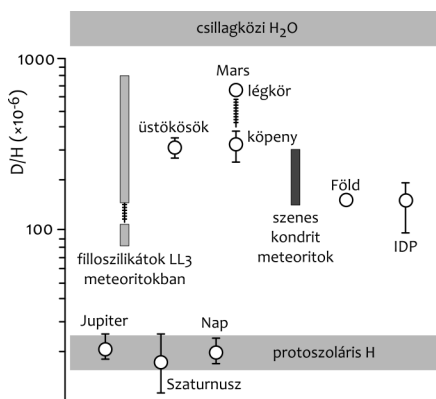 csillagközi H₂O
1000
Mars
légkör
üstökösök
köpeny
D/H (×10⁻⁶)
Föld
100
szenes
kondrit
meteoritok
filloszilikátok LL3
meteoritokban
IDP
Jupiter
Nap
protoszoláris H
Szaturnusz